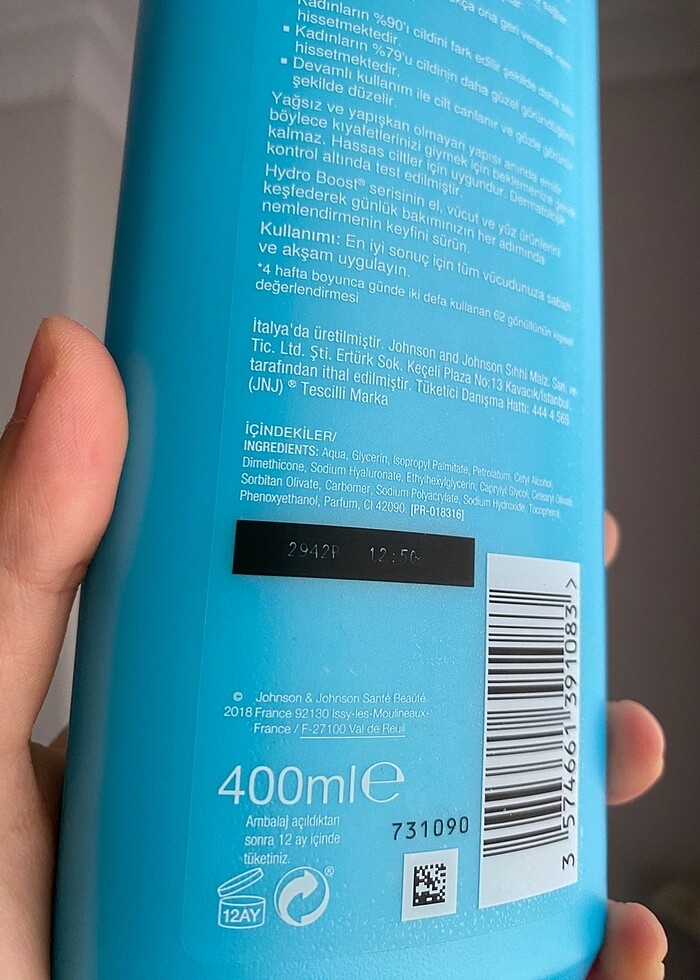 Kadınların %90'ı cildini fark edilir şekilde daha
hissetmektedir.
▪ Kadınların %79'u cildinin daha güzel göründüğünü
hissetmektedir.
▪ Devamlı kullanım ile cilt canlanır ve gözle görünür
şekilde düzelir.
Yağsız ve yapışkan olmayan yapısı anında emilir
böylece kıyafetlerinizi giymek için beklemenize gerek
kalmaz. Hassas ciltler için uygundur. Dermatolojik
kontrol altında test edilmiştir.
Hydro Boost® serisinin el, vücut ve yüz ürünlerini
keşfederek günlük bakımınızın her adımında
nemlendirmenin keyfini sürün.
Kullanımı: En iyi sonuç için tüm vücudunuza sabah
ve akşam uygulayın.
*4 hafta boyunca günde iki defa kullanan 62 gönüllünün kişisel
değerlendirmesi
İtalya'da üretilmiştir. Johnson and Johnson Sıhhi Malz. San. ve
Tic. Ltd. Şti. Ertürk Sok. Keçeli Plaza No:13 Kavacık/İstanbul
tarafından ithal edilmiştir. Tüketici Danışma Hattı: 444 4 565
(JNJ) ® Tescilli Marka
İÇİNDEKİLER/
INGREDIENTS: Aqua, Glycerin, Isopropyl Palmitate, Petrolatum, Cetyl Alcohol,
Dimethicone, Sodium Hyaluronate, Ethylhexylglycerin, Caprylyl Glycol, Cetearyl Olivate,
Sorbitan Olivate, Carbomer, Sodium Polyacrylate, Sodium Hydroxide, Tocopherol,
Phenoxyethanol, Parfum, CI 42090. [PR-018316]
2942P 12:50
© Johnson & Johnson Santé Beauté
2018 France 92130 Issy-les-Moulineaux-
France / F-27100 Val de Reuil
400ml℮
Ambalaj açıldıktan
sonra 12 ay içinde
tüketiniz.
731090
12AY
®
3 574661 391083 >